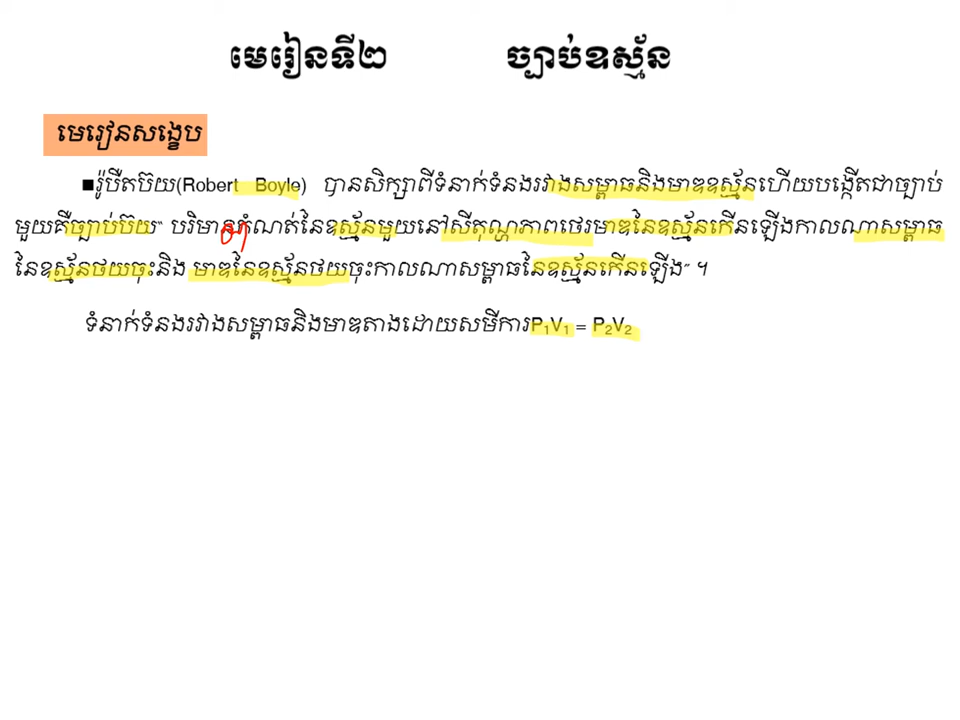 មេរៀនទី២ ច្បាប់ឧស្ម័ន
មេរៀនសង្ខេប
■រ៉ូប៊ឺតប៊យ(Robert Boyle) បានសិក្សាពីទំនាក់ទំនងរវាងសម្ពាធនិងមាឌឧស្ម័នហើយបង្កើតជាច្បាប់
មួយគឺច្បាប់ប៊យ“ បរិមាណកំណត់នៃឧស្ម័នមួយនៅសីតុណ្ហភាពថេរមាឌនៃឧស្ម័នកើនឡើងកាលណាសម្ពាធ
នៃឧស្ម័នថយចុះនិង មាឌនៃឧស្ម័នថយចុះកាលណាសម្ពាធនៃឧស្ម័នកើនឡើង” ។
ទំនាក់ទំនងរវាងសម្ពាធនិងមាឌតាងដោយសមីការP₁V₁ = P₂V₂